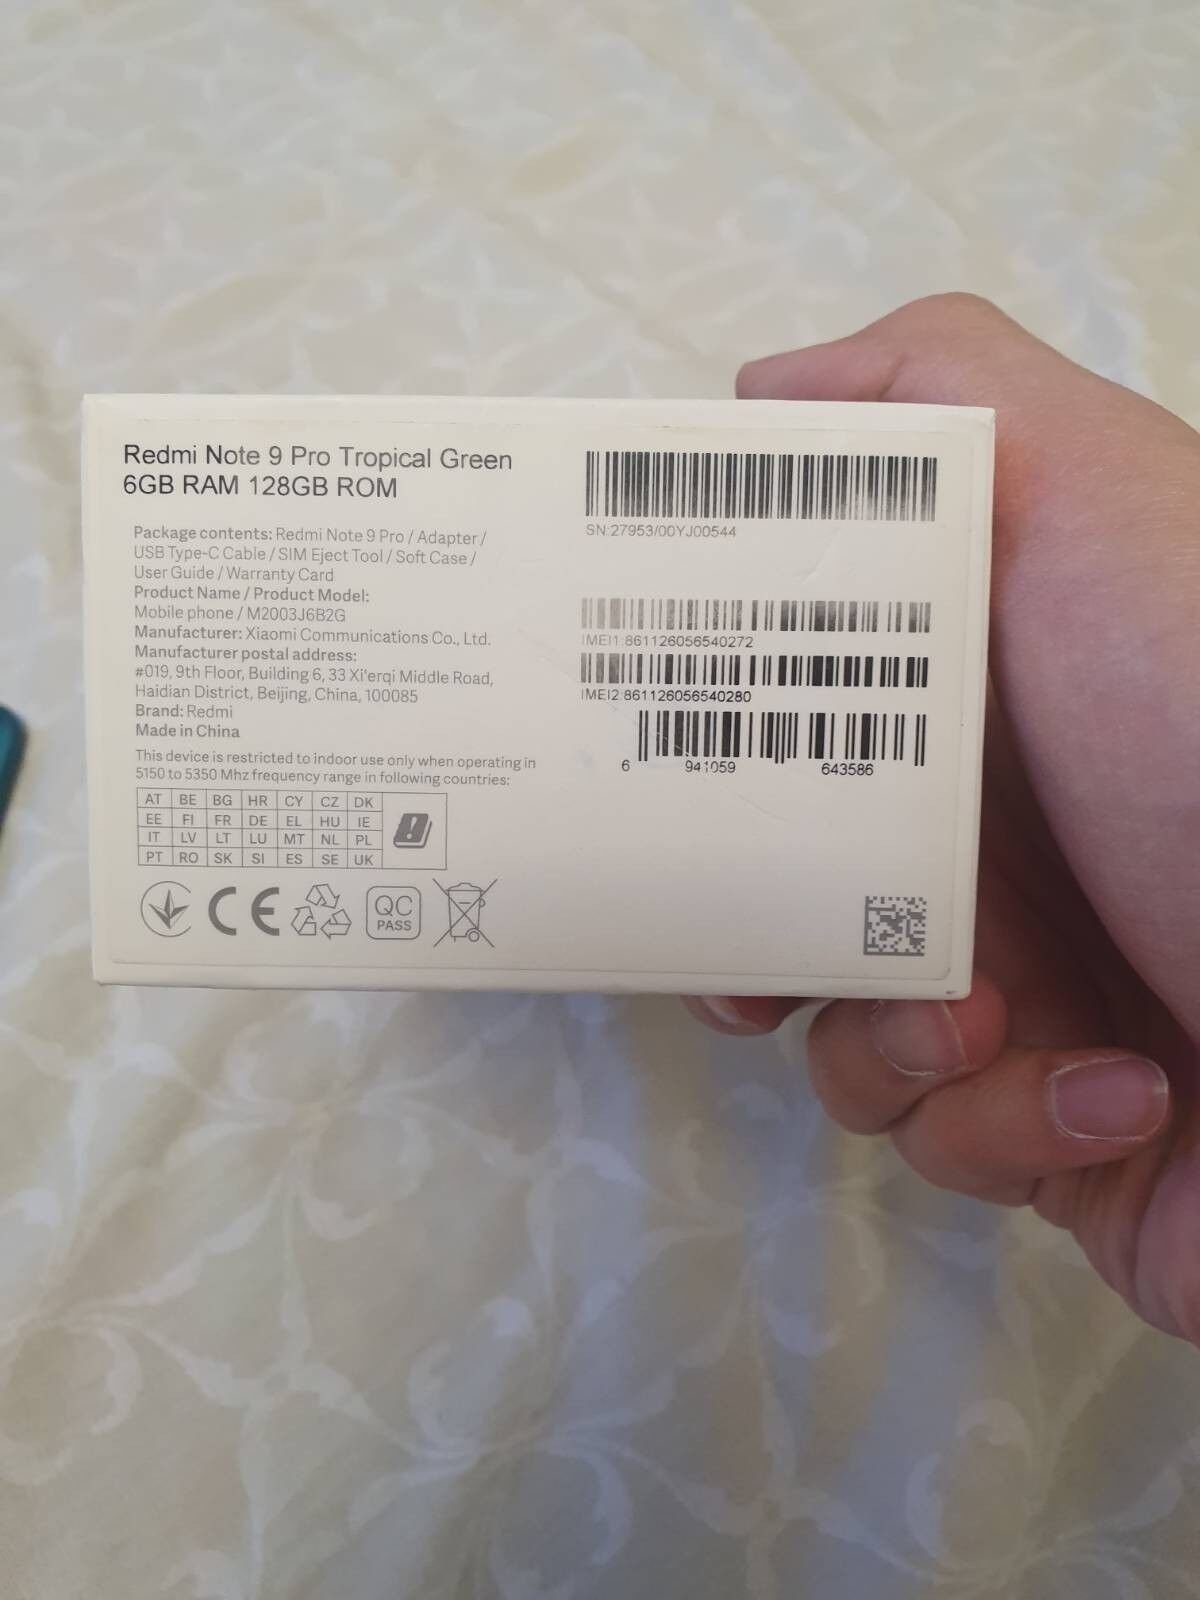 Redmi Note 9 Pro Tropical Green
6GB RAM 128GB ROM
Package contents: Redmi Note 9 Pro / Adapter /
USB Type-C Cable / SIM Eject Tool / Soft Case /
User Guide / Warranty Card
Product Name / Product Model:
Mobile phone / M2003J6B2G
Manufacturer: Xiaomi Communications Co., Ltd.
Manufacturer postal address:
#019, 9th Floor, Building 6, 33 Xi'erqi Middle Road,
Haidian District, Beijing, China, 100085
Brand: Redmi
Made in China
This device is restricted to indoor use only when operating in
5150 to 5350 Mhz frequency range in following countries:
AT BE BG HR CY CZ DK
EE FI FR DE EL HU IE
IT LV LT LU MT NL PL
PT RO SK SI ES SE UK
CE
QC
PASS
SN:27953/00YJ00544
IMEI1:861126056540272
IMEI2:861126056540280
6 941059 643586